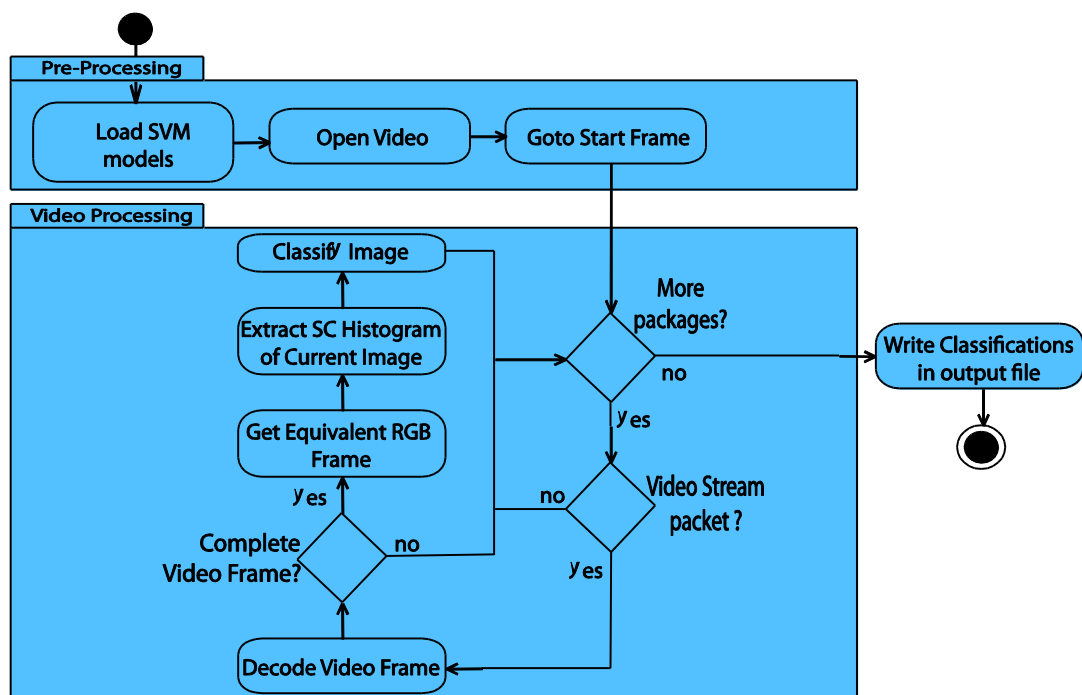 Pre-Processing
Load SVM
models
Open Video
Goto Start Frame
Video Processing
Classify Image
Extract SC Histogram
of Current Image
Get Equivalent RGB
Frame
yes
Complete
Video Frame?
no
Decode Video Frame
More
packages?
no
yes
Video Stream
packet ?
no
yes
Write Classifications
in output file